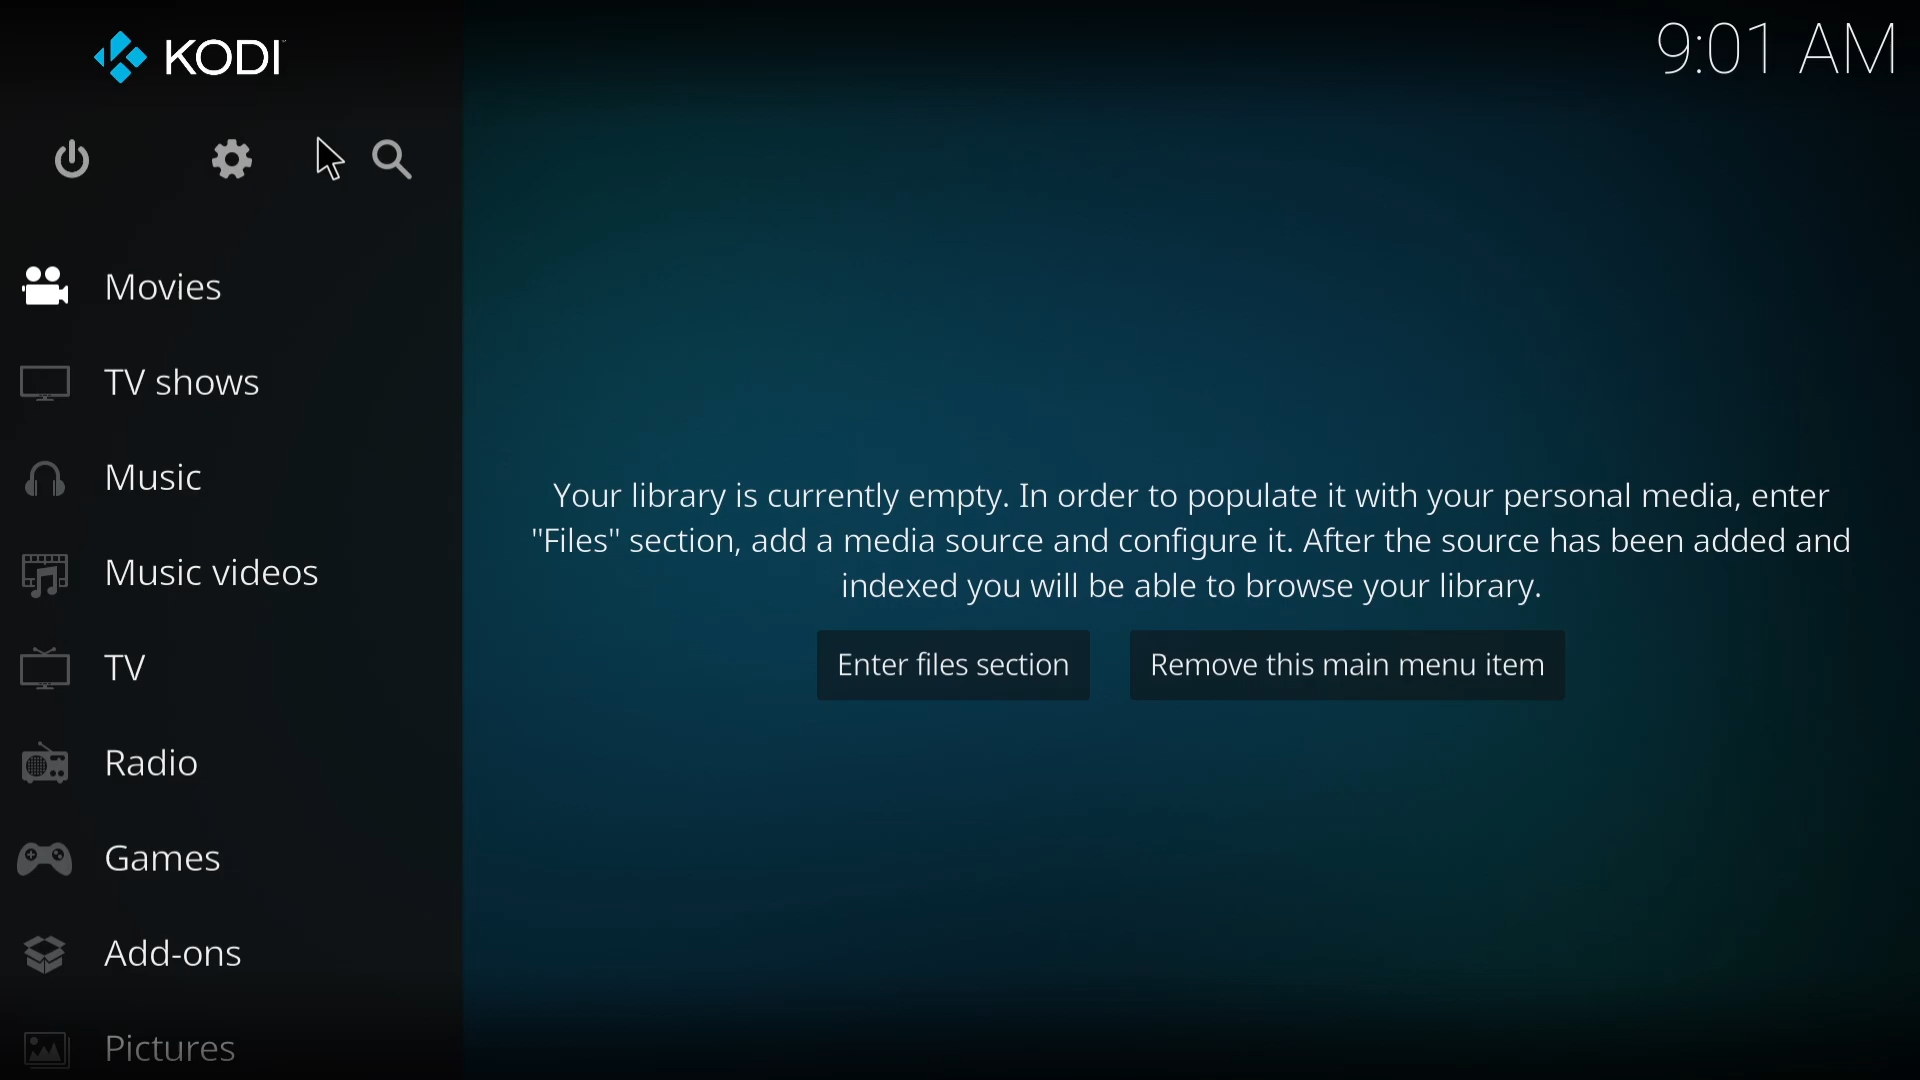 KODI
9:01 AM
Movies
TV shows
Music
Music videos
TV
Radio
Games
Add-ons
Pictures
Your library is currently empty. In order to populate it with your personal media, enter
"Files" section, add a media source and configure it. After the source has been added and
indexed you will be able to browse your library.
Enter files section
Remove this main menu item